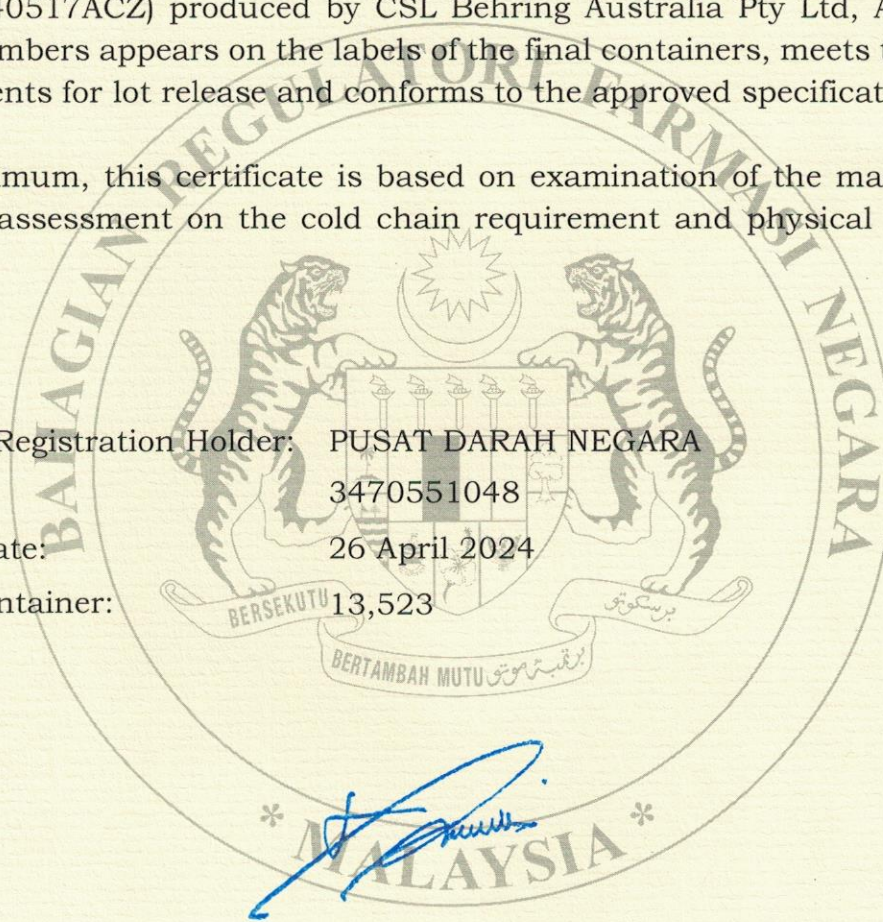 0517ACZ) produced by CSL Behring Australia Pty Ltd, A
mbers appears on the labels of the final containers, meets
ents for lot release and conforms to the approved specificat
mum, this certificate is based on examination of the ma
assessment on the cold chain requirement and physical
Registration Holder: PUSAT DARAH NEGARA
3470551048
ate: 26 April 2024
ntainer: 13,523
BAHAGIAN REGULATORI FARMASI NEGARA
BERSEKUTU
برسكوتو
BERTAMBAH MUTU برتمبه موتو
* MALAYSIA *